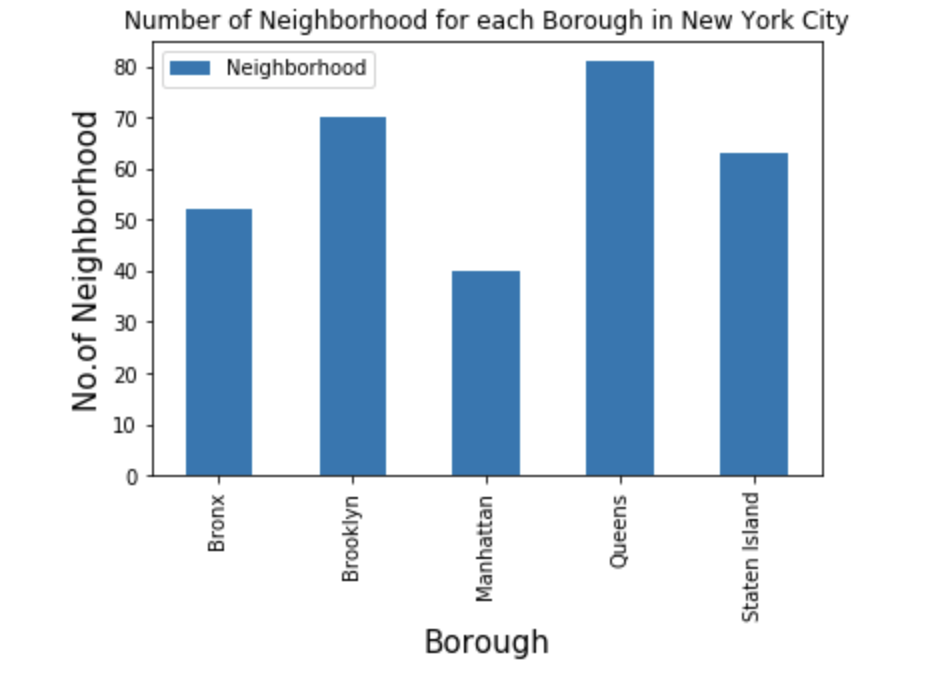 Number of Neighborhood for each Borough in New York City
Neighborhood
No.of Neighborhood
80
70
60
50
40
30
20
10
0
Bronx
Brooklyn
Manhattan
Queens
Staten Island
Borough